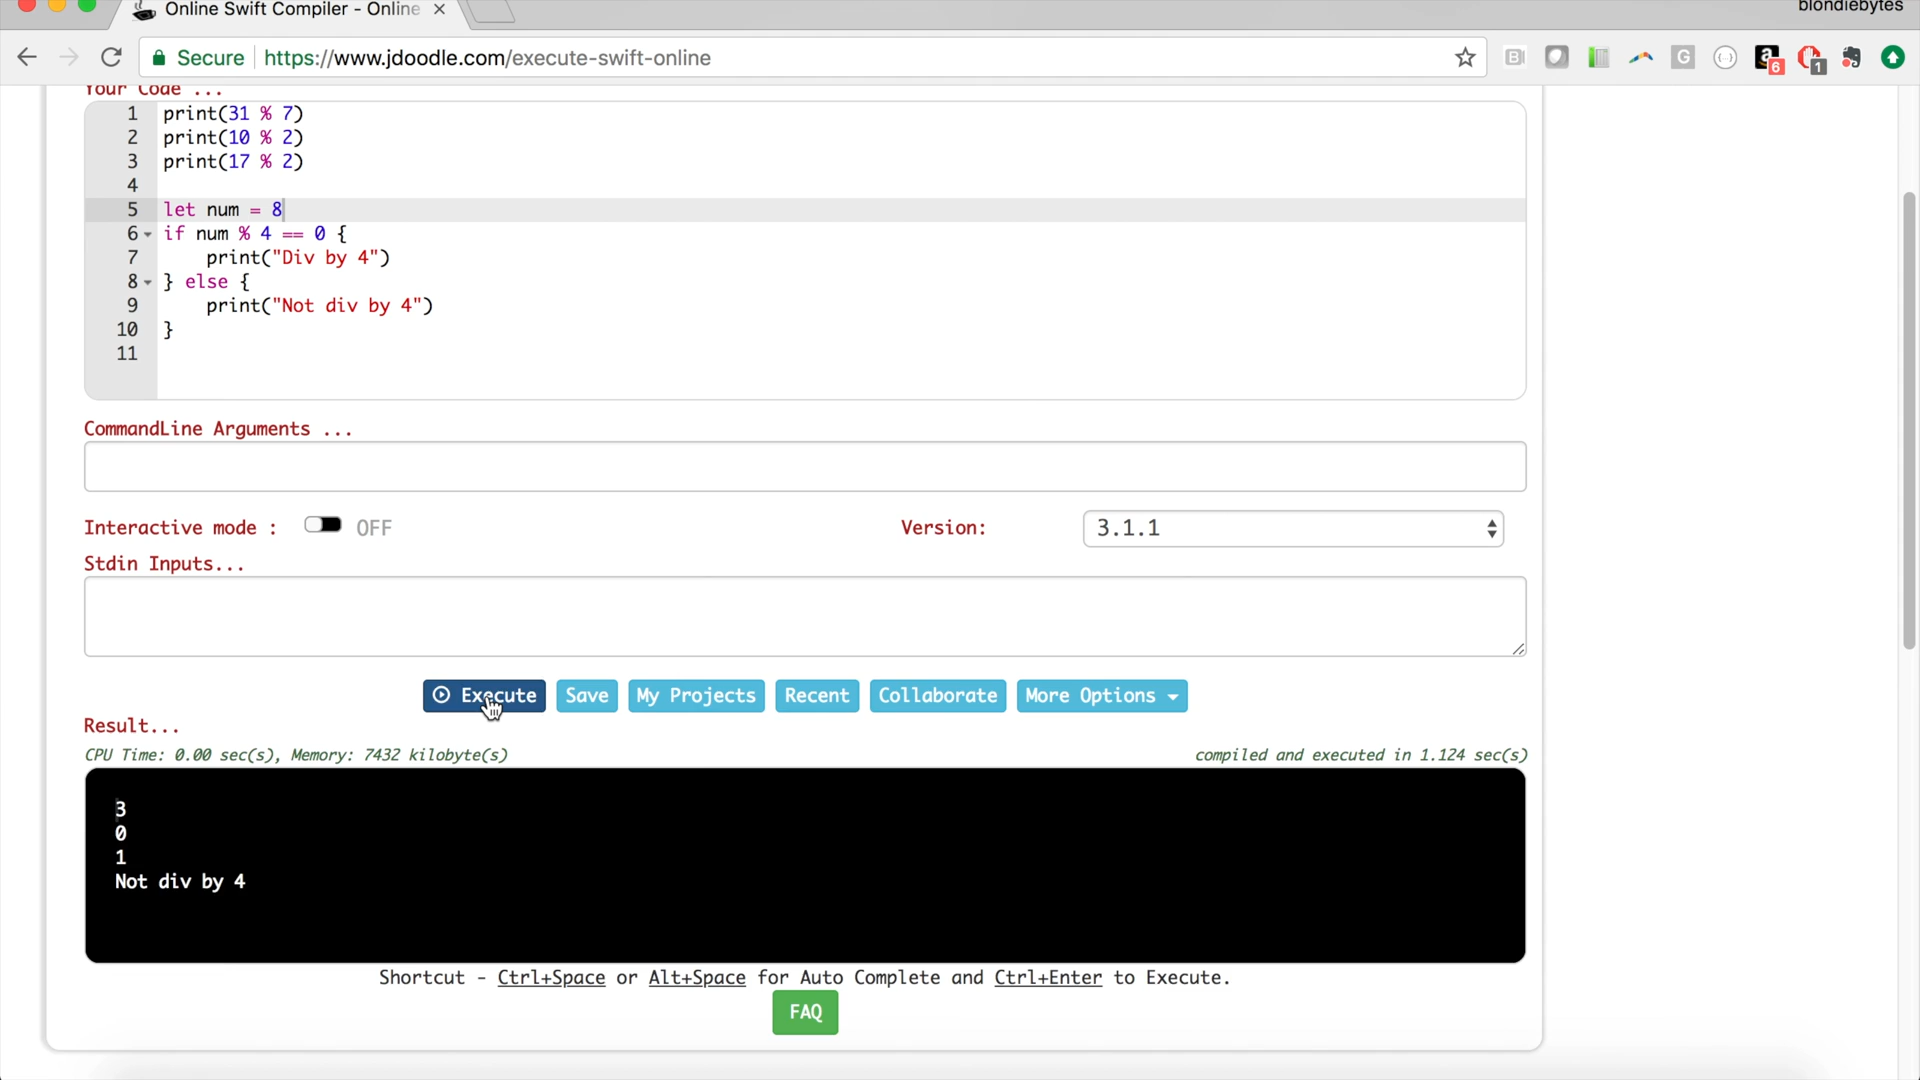 Online Swift Compiler - Online
blondiebytes
Secure
https://www.jdoodle.com/execute-swift-online
6
1
Your Code ...
1 print(31 % 7)
2 print(10 % 2)
3 print(17 % 2)
4
5 let num = 8
6 if num % 4 == 0 {
7 print("Div by 4")
8 } else {
9 print("Not div by 4")
10 }
11
CommandLine Arguments ...
Interactive mode : OFF
Version: 3.1.1
Stdin Inputs...
Execute Save My Projects Recent Collaborate More Options
Result...
CPU Time: 0.00 sec(s), Memory: 7432 kilobyte(s)
compiled and executed in 1.124 sec(s)
3
0
1
Not div by 4
Shortcut - Ctrl+Space or Alt+Space for Auto Complete and Ctrl+Enter to Execute.
FAQ